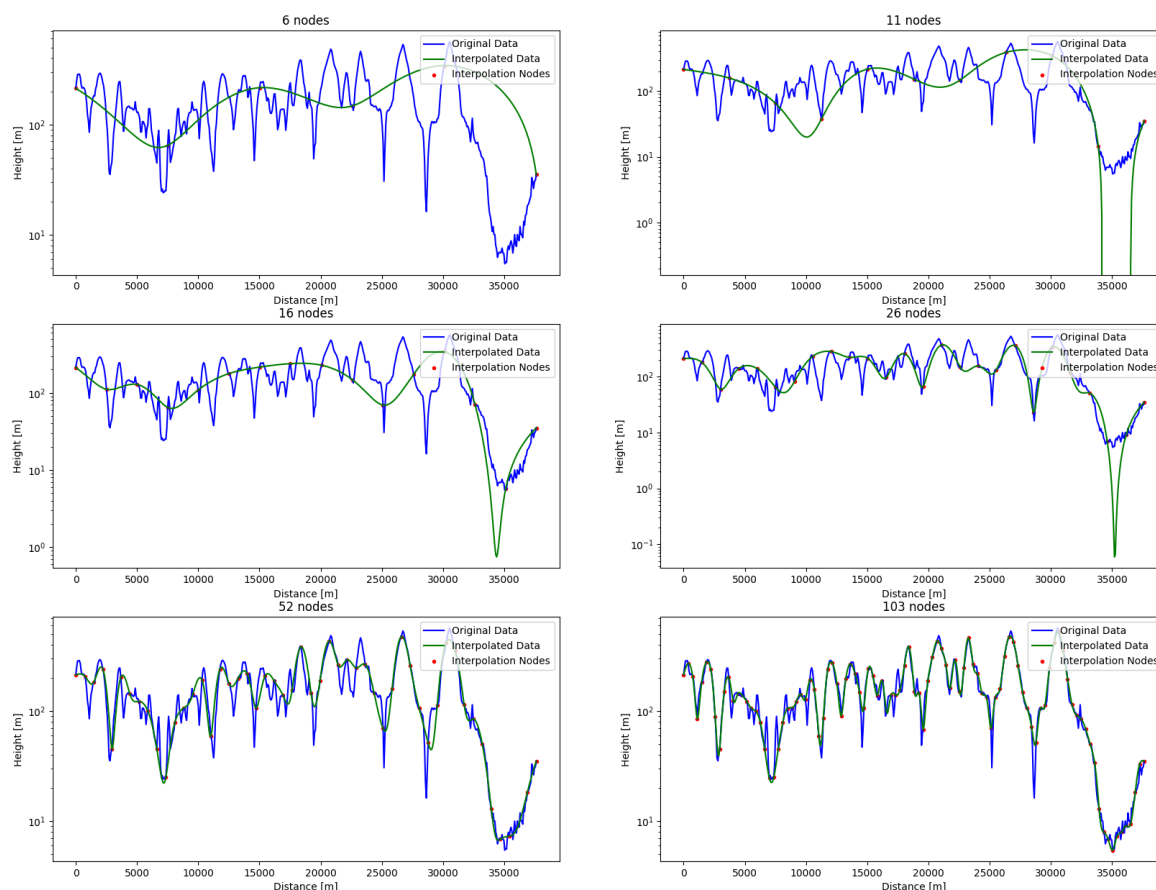 6 nodes
Height [m]
10²
10¹
Original Data
Interpolated Data
Interpolation Nodes
0 5000 10000 15000 20000 25000 30000 35000
Distance [m]
11 nodes
Height [m]
10²
10¹
10⁰
Original Data
Interpolated Data
Interpolation Nodes
0 5000 10000 15000 20000 25000 30000 35000
Distance [m]
16 nodes
Height [m]
10²
10¹
10⁰
Original Data
Interpolated Data
Interpolation Nodes
0 5000 10000 15000 20000 25000 30000 35000
Distance [m]
26 nodes
Height [m]
10²
10¹
10⁰
10⁻¹
Original Data
Interpolated Data
Interpolation Nodes
0 5000 10000 15000 20000 25000 30000 35000
Distance [m]
52 nodes
Height [m]
10²
10¹
Original Data
Interpolated Data
Interpolation Nodes
0 5000 10000 15000 20000 25000 30000 35000
Distance [m]
103 nodes
Height [m]
10²
10¹
Original Data
Interpolated Data
Interpolation Nodes
0 5000 10000 15000 20000 25000 30000 35000
Distance [m]